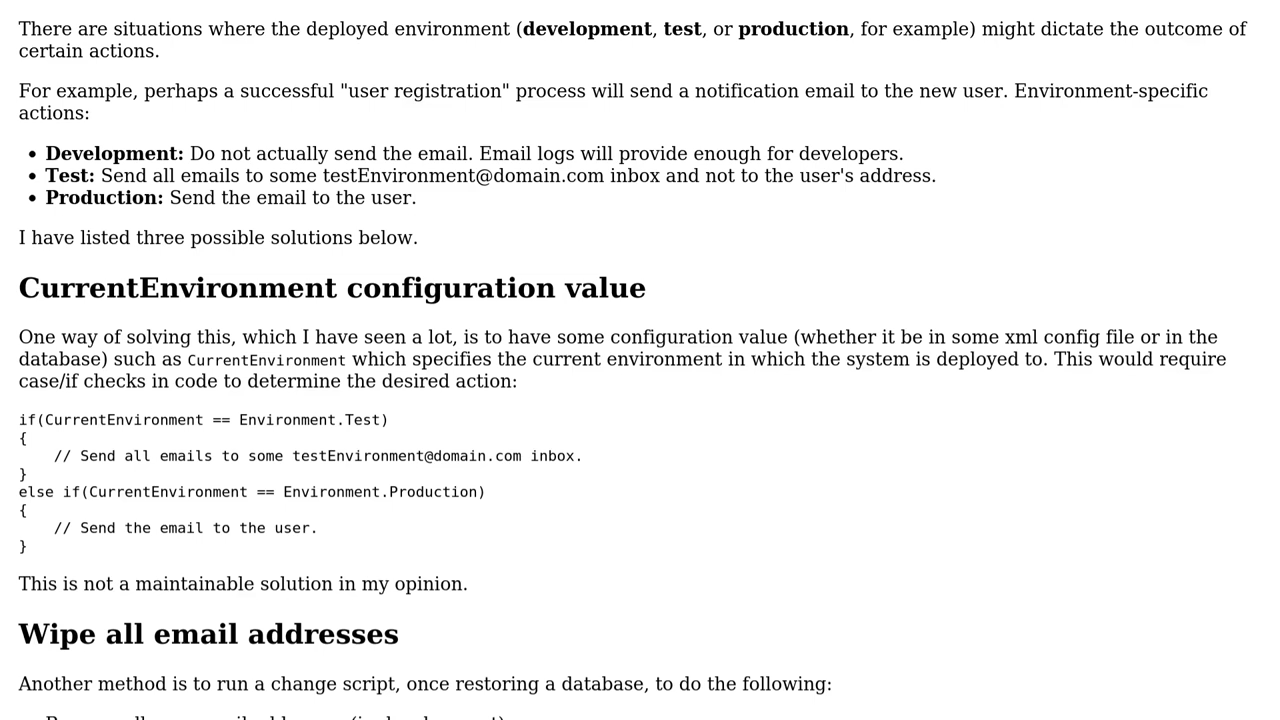 There are situations where the deployed environment (development, test, or production, for example) might dictate the outcome of
certain actions.
For example, perhaps a successful "user registration" process will send a notification email to the new user. Environment-specific
actions:
• Development: Do not actually send the email. Email logs will provide enough for developers.
• Test: Send all emails to some testEnvironment@domain.com inbox and not to the user's address.
• Production: Send the email to the user.
I have listed three possible solutions below.
CurrentEnvironment configuration value
One way of solving this, which I have seen a lot, is to have some configuration value (whether it be in some xml config file or in the
database) such as CurrentEnvironment which specifies the current environment in which the system is deployed to. This would require
case/if checks in code to determine the desired action:
if(CurrentEnvironment == Environment.Test)
{
    // Send all emails to some testEnvironment@domain.com inbox.
}
else if(CurrentEnvironment == Environment.Production)
{
    // Send the email to the user.
}
This is not a maintainable solution in my opinion.
Wipe all email addresses
Another method is to run a change script, once restoring a database, to do the following: